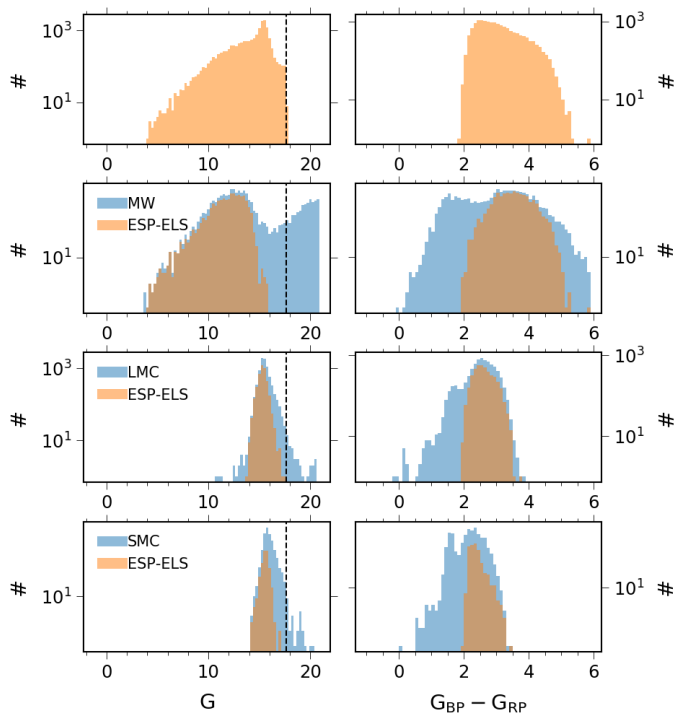 # 10³ 10¹ 0 10 20 0 2 4 6 10³ 10¹ #
# 10¹ MW ESP-ELS 0 10 20 0 2 4 6 10¹ #
# 10³ 10¹ LMC ESP-ELS 0 10 20 0 2 4 6 10³ 10¹ #
# 10¹ SMC ESP-ELS 0 10 20 0 2 4 6 10¹ #
G G_BP − G_RP